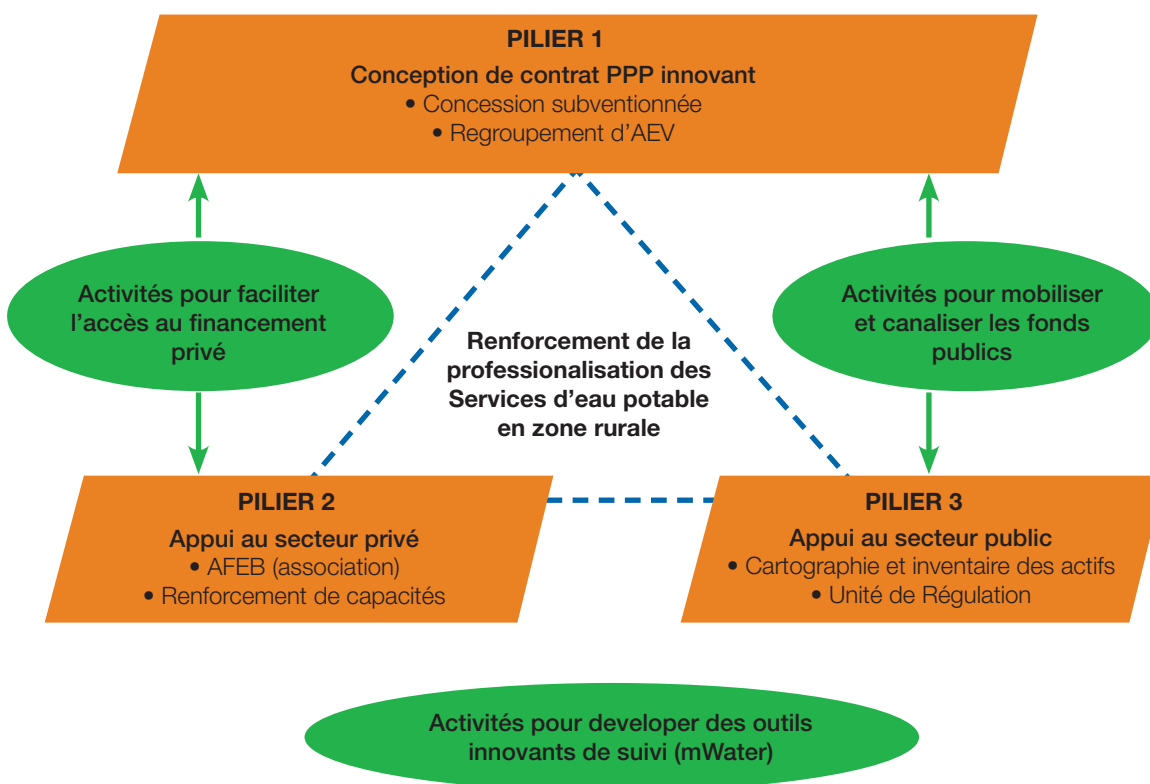 PILIER 1
Conception de contrat PPP innovant
• Concession subventionnée
• Regroupement d'AEV
Activités pour faciliter
l'accès au financement
privé
Activités pour mobiliser
et canaliser les fonds
publics
Renforcement de la
professionalisation des
Services d'eau potable
en zone rurale
PILIER 2
Appui au secteur privé
• AFEB (association)
• Renforcement de capacités
PILIER 3
Appui au secteur public
• Cartographie et inventaire des actifs
• Unité de Régulation
Activités pour developer des outils
innovants de suivi (mWater)